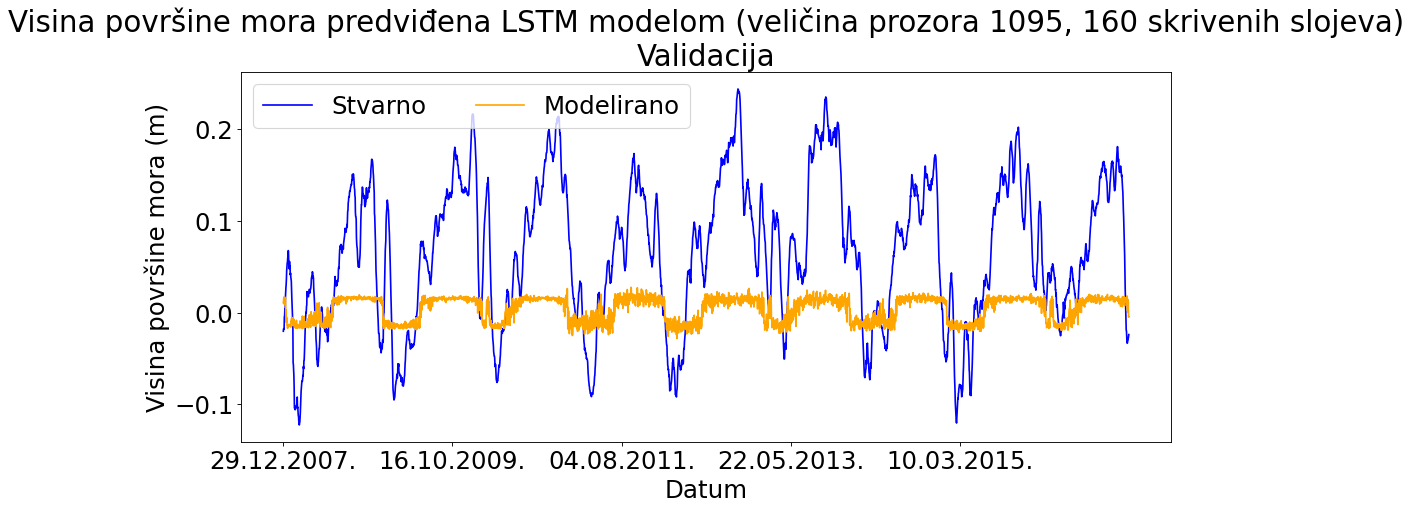 Visina površine mora predviđena LSTM modelom (veličina prozora 1095, 160 skrivenih slojeva)
Validacija
Stvarno Modelirano
Visina površine mora (m)
0.2
0.1
0.0
−0.1
29.12.2007. 16.10.2009. 04.08.2011. 22.05.2013. 10.03.2015.
Datum